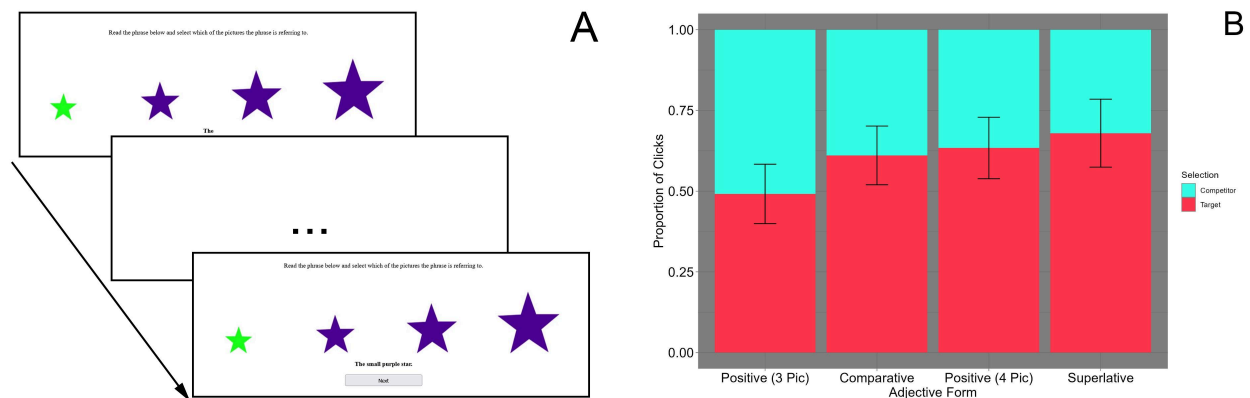 A
Read the phrase below and select which of the pictures the phrase is referring to.
The
...
Read the phrase below and select which of the pictures the phrase is referring to.
The small purple star.
Next
B
Proportion of Clicks
1.00
0.75
0.50
0.25
0.00
Positive (3 Pic)
Comparative
Positive (4 Pic)
Superlative
Adjective Form
Selection
Competitor
Target